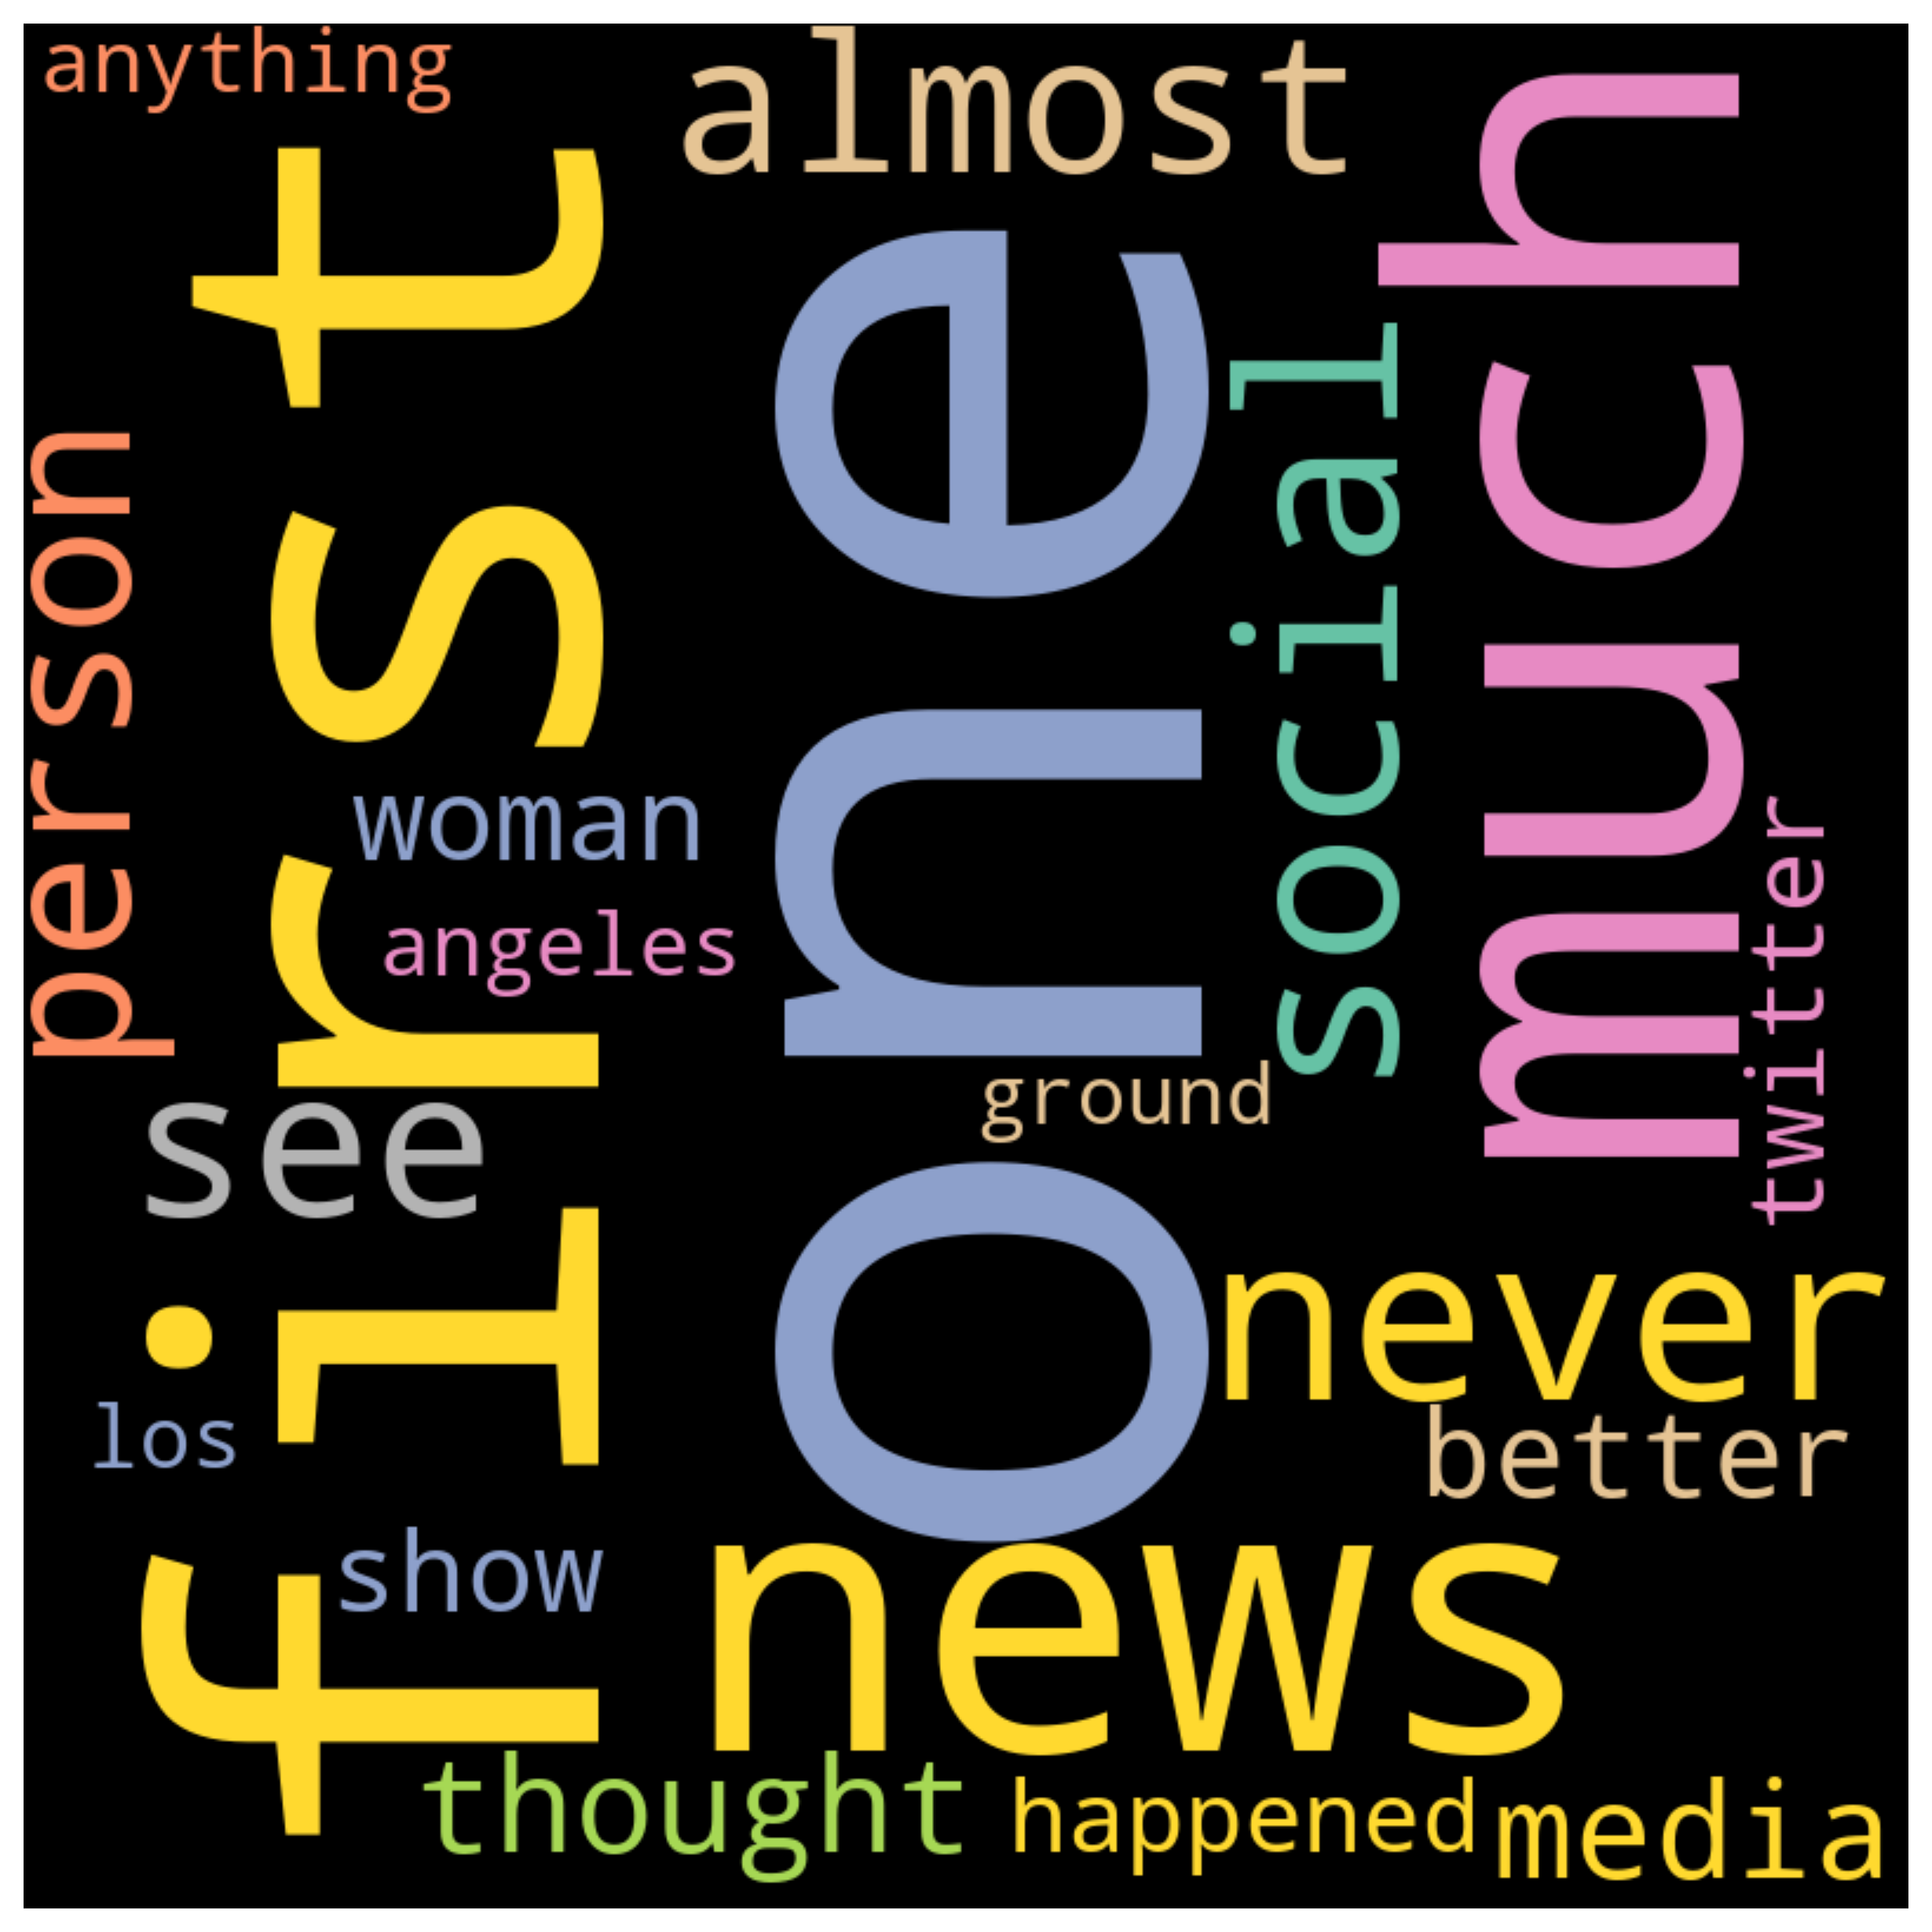 anything
almost
first
one
much
social
person
woman
angeles
twitter
ground
see
never
los
better
show
news
thought
happened
media